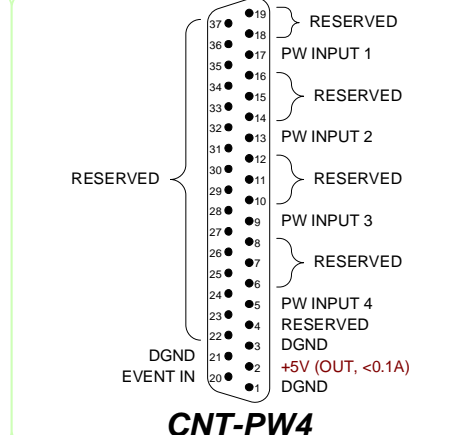 19
37 RESERVED
18
36
17 PW INPUT 1
35
16
34
15 RESERVED
33
14
32
13 PW INPUT 2
31
12
30
RESERVED 11 RESERVED
29
10
28
9 PW INPUT 3
27
8
26
7 RESERVED
25
6
24
5 PW INPUT 4
23
4 RESERVED
22
3 DGND
DGND 21
2 +5V (OUT, <0.1A)
EVENT IN 20
1 DGND
CNT-PW4